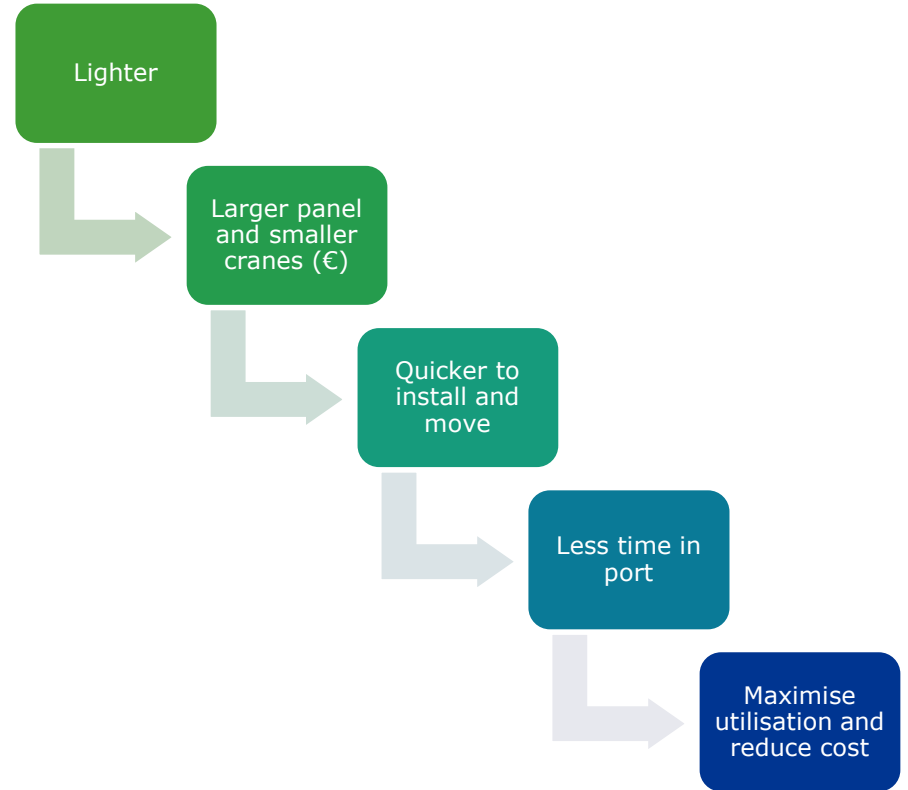 Lighter
Larger panel
and smaller
cranes (€)
Quicker to
install and
move
Less time in
port
Maximise
utilisation and
reduce cost